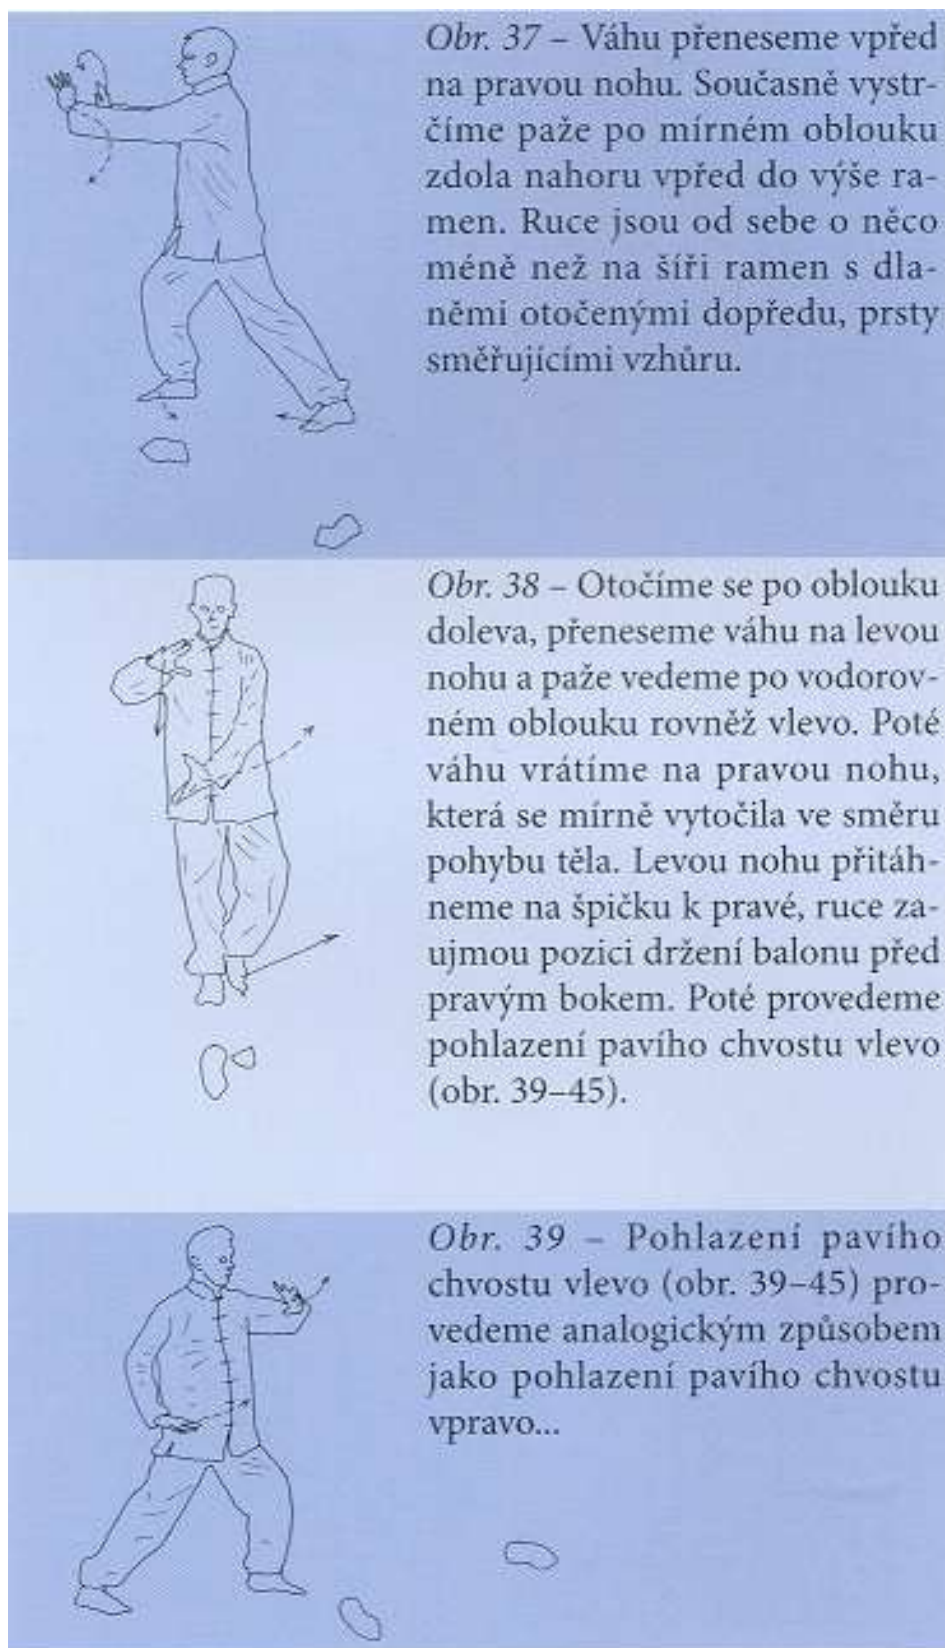 Obr. 37 – Váhu přeneseme vpřed
na pravou nohu. Současně vystr-
číme paže po mírném oblouku
zdola nahoru vpřed do výše ra-
men. Ruce jsou od sebe o něco
méně než na šíři ramen s dla-
němi otočenými dopředu, prsty
směřujícími vzhůru.
Obr. 38 – Otočíme se po oblouku
doleva, přeneseme váhu na levou
nohu a paže vedeme po vodorov-
ném oblouku rovněž vlevo. Poté
váhu vrátíme na pravou nohu,
která se mírně vytočila ve směru
pohybu těla. Levou nohu přitáh-
neme na špičku k pravé, ruce za-
ujmou pozici držení balonu před
pravým bokem. Poté provedeme
pohlazení pavího chvostu vlevo
(obr. 39–45).
Obr. 39 – Pohlazení pavího
chvostu vlevo (obr. 39–45) pro-
vedeme analogickým způsobem
jako pohlazení pavího chvostu
vpravo...